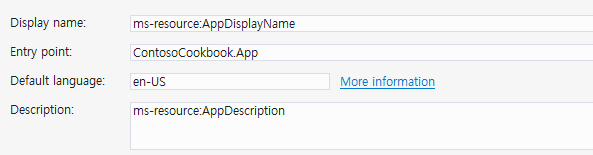 Display name: ms-resource:AppDisplayName
Entry point: ContosoCookbook.App
Default language: en-US More information
Description: ms-resource:AppDescription